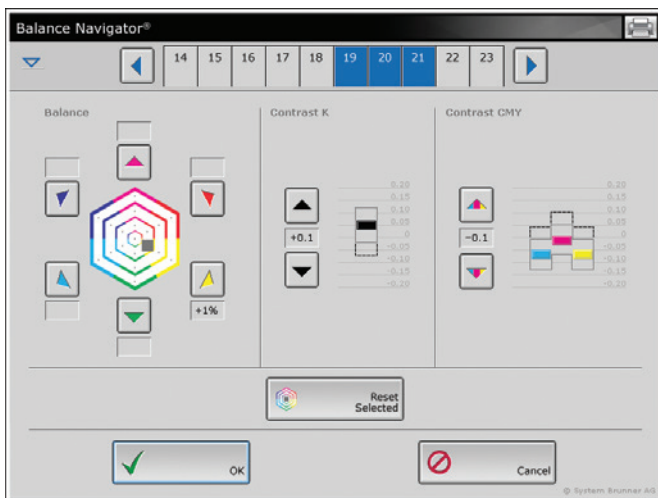 Balance Navigator®
14 15 16 17 18 19 20 21 22 23
Balance
Contrast K
Contrast CMY
0.20
0.15
0.10
0.05
0
-0.05
-0.10
-0.15
-0.20
+0.1
0.20
0.15
0.10
0.05
0
-0.05
-0.10
-0.15
-0.20
-0.1
+1%
Reset
Selected
OK
Cancel
© System Brunner AG